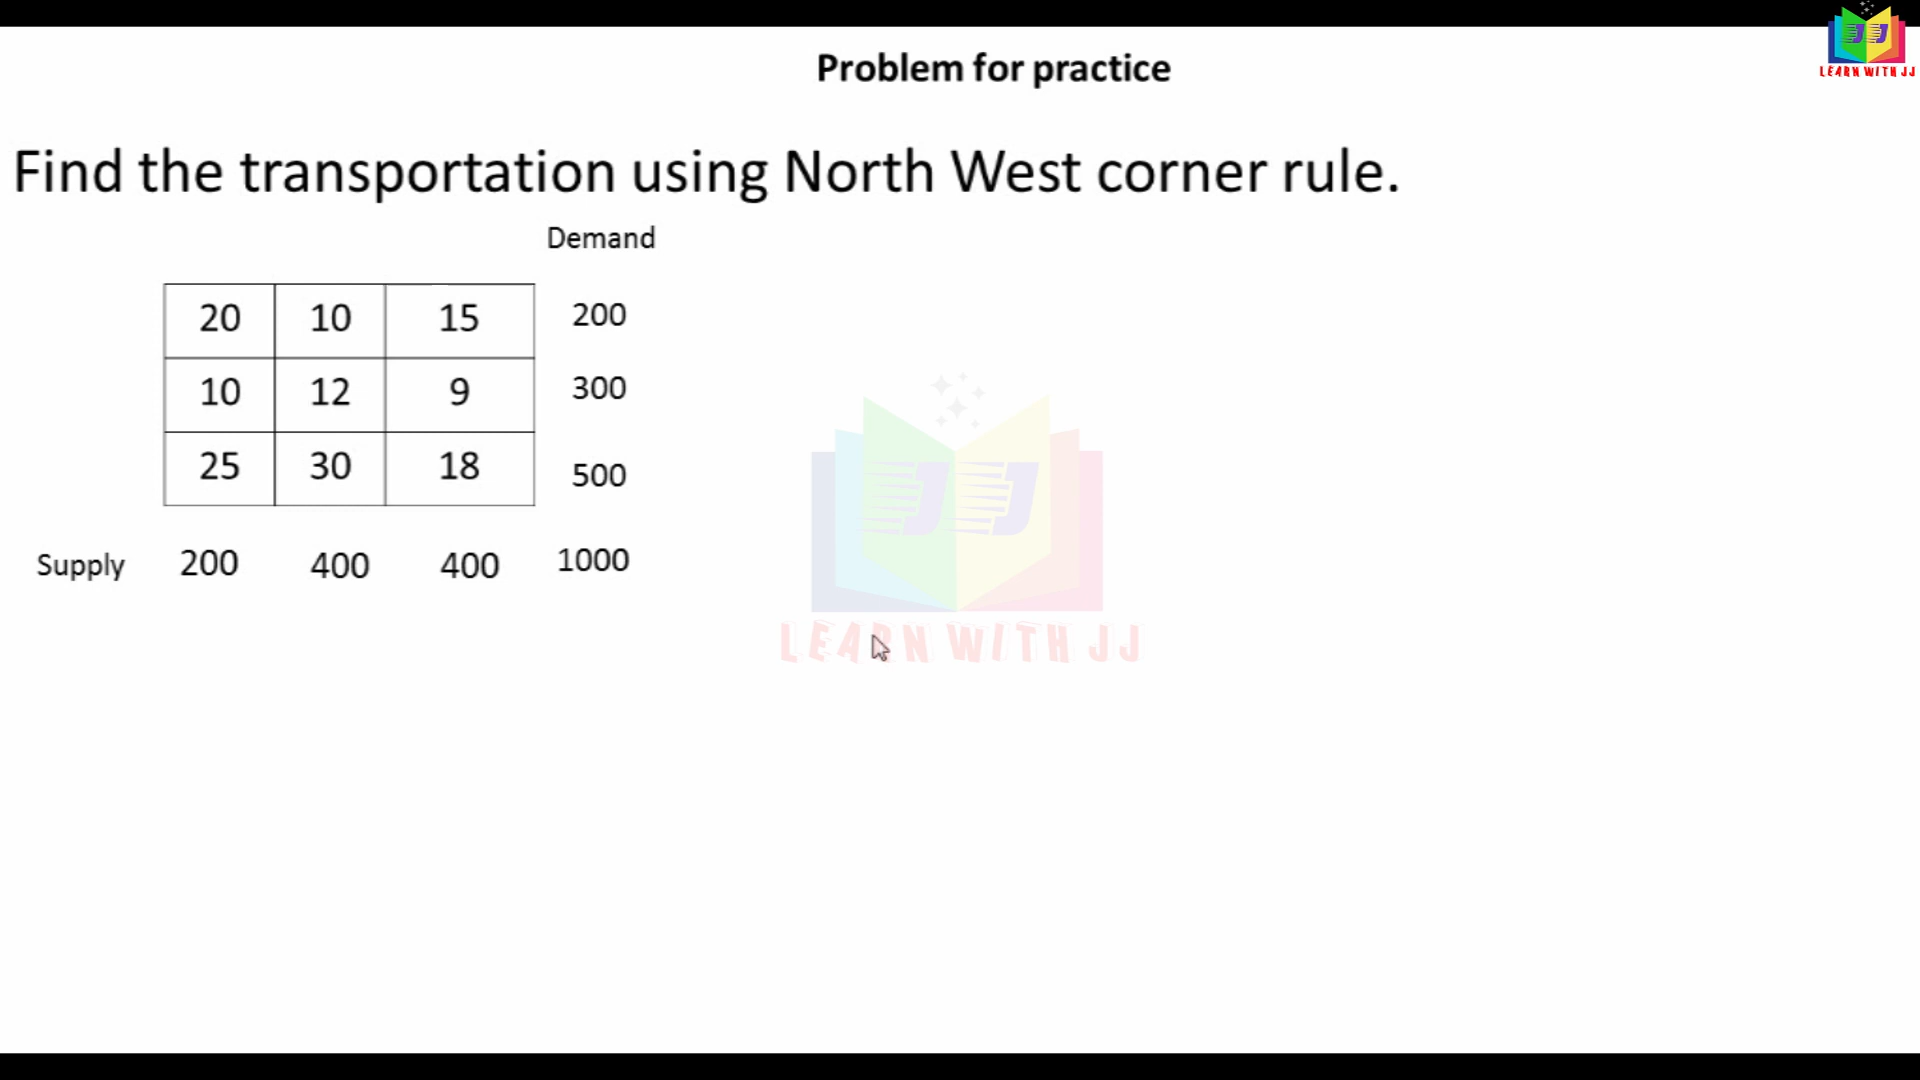 Problem for practice
LEARN WITH JJ
Find the transportation using North West corner rule.
Demand
20 10 15 200
10 12 9 300
25 30 18 500
Supply 200 400 400 1000
JJ
LEARN WITH JJ